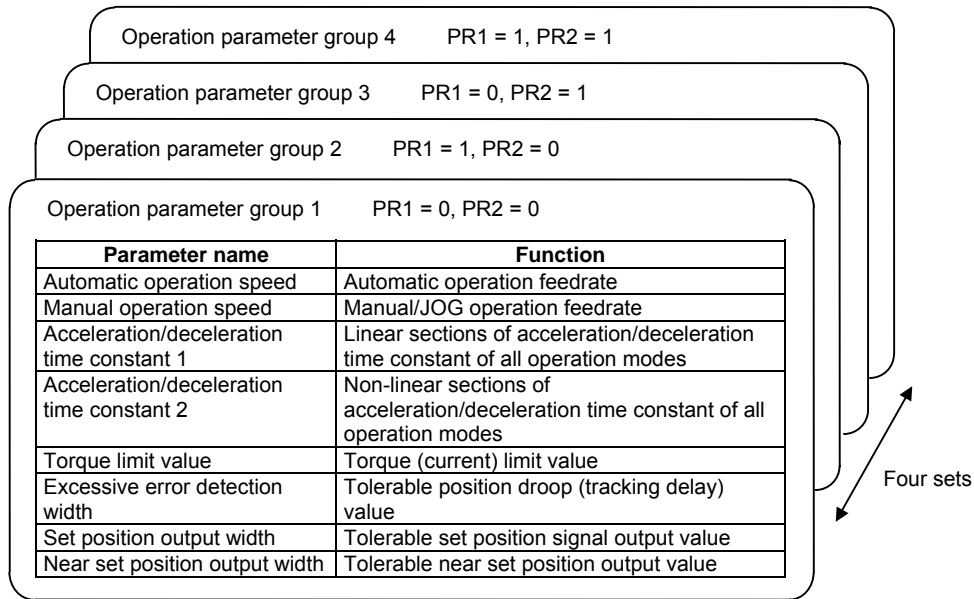 Operation parameter group 4 PR1 = 1, PR2 = 1
Operation parameter group 3 PR1 = 0, PR2 = 1
Operation parameter group 2 PR1 = 1, PR2 = 0
Operation parameter group 1 PR1 = 0, PR2 = 0
Parameter name Function
Automatic operation speed Automatic operation feedrate
Manual operation speed Manual/JOG operation feedrate
Acceleration/deceleration Linear sections of acceleration/deceleration
time constant 1 time constant of all operation modes
Acceleration/deceleration Non-linear sections of
time constant 2 acceleration/deceleration time constant of all
operation modes
Torque limit value Torque (current) limit value
Excessive error detection Tolerable position droop (tracking delay)
width value
Set position output width Tolerable set position signal output value
Near set position output width Tolerable near set position output value
Four sets